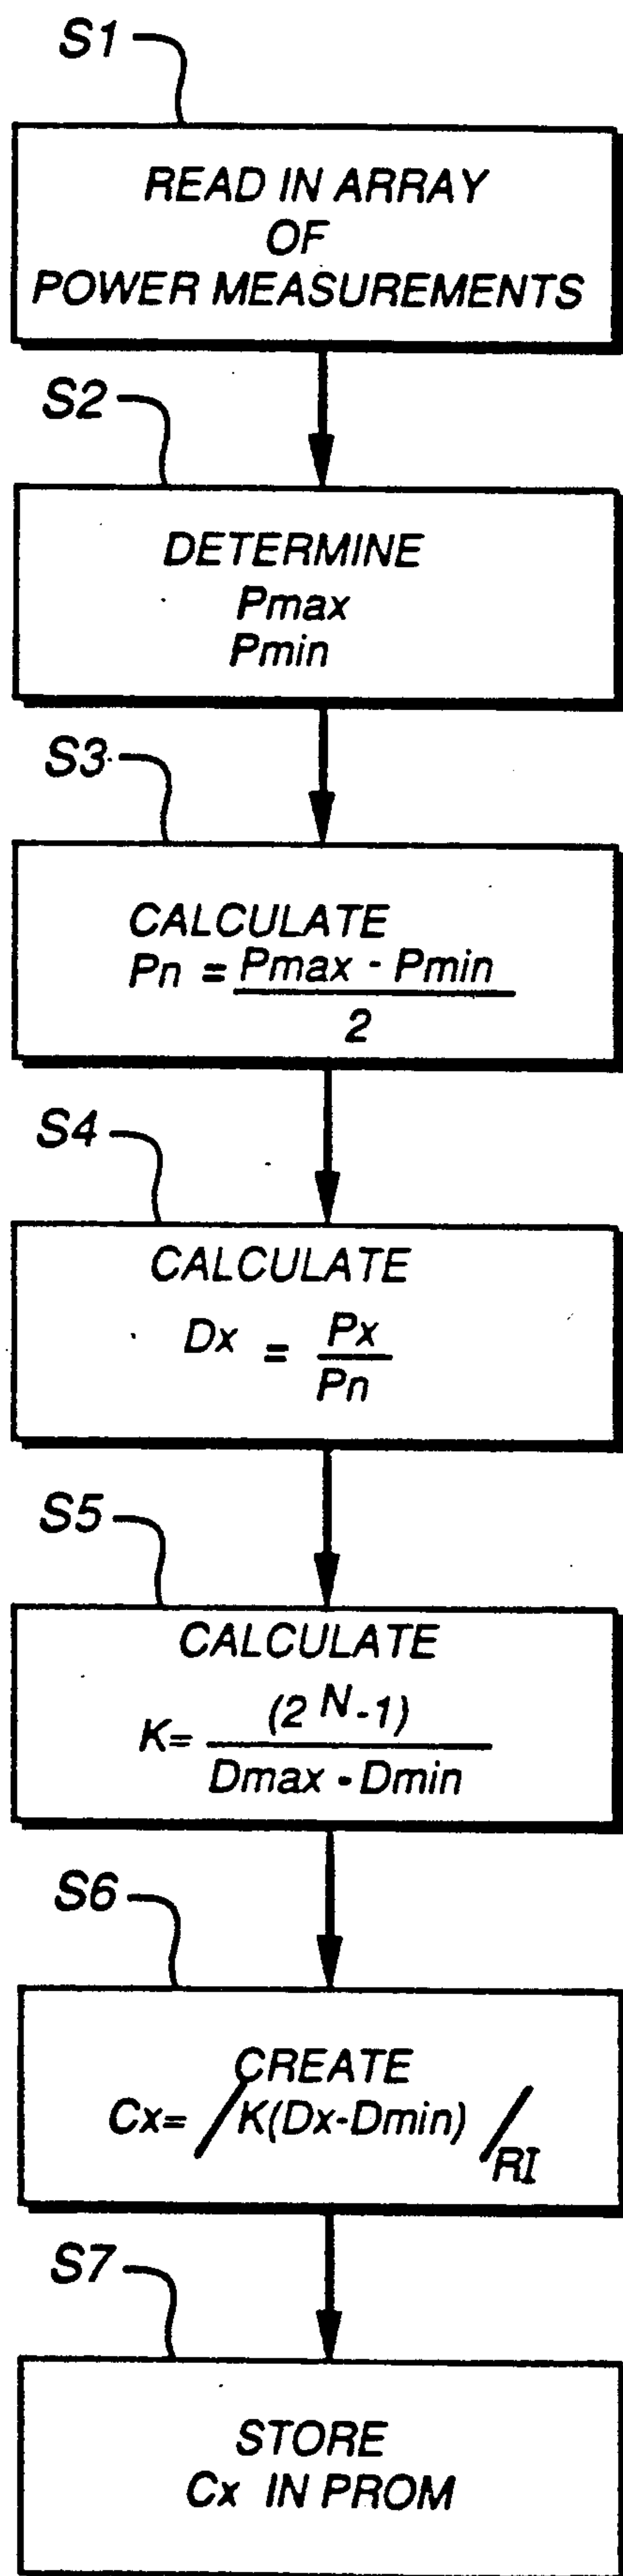 S1
READ IN ARRAY
OF
POWER MEASUREMENTS
S2
DETERMINE
Pmax
Pmin
S3
CALCULATE
Pn = Pmax - Pmin
2
S4
CALCULATE
Dx = Px
Pn
S5
CALCULATE
K= (2 N -1)
Dmax - Dmin
S6
CREATE
Cx= /K(Dx-Dmin) /RI
S7
STORE
Cx IN PROM